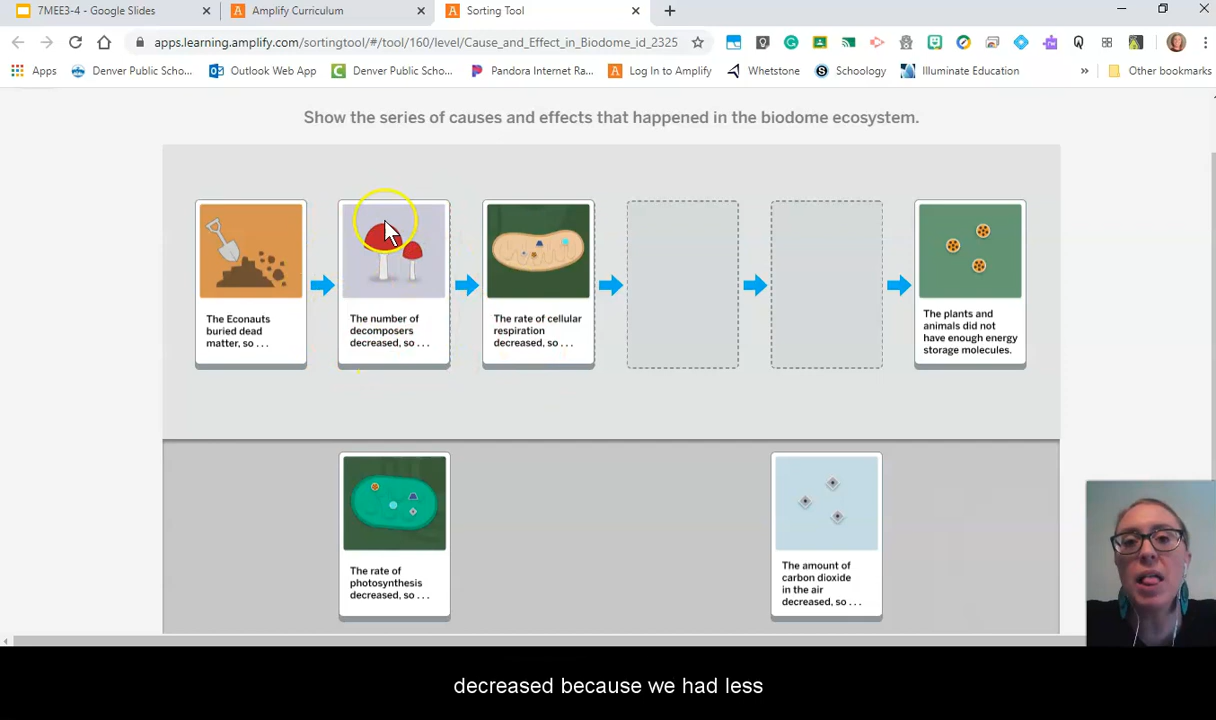 7MEE3-4 - Google Slides
Amplify Curriculum
Sorting Tool
apps.learning.amplify.com/sortingtool/#/tool/160/level/Cause_and_Effect_in_Biodome_id_2325
Apps
Denver Public Scho...
Outlook Web App
Denver Public Scho...
Pandora Internet Ra...
Log In to Amplify
Whetstone
Schoology
Illuminate Education
»
Other bookmarks
Show the series of causes and effects that happened in the biodome ecosystem.
The Econauts
buried dead
matter, so . . .
The number of
decomposers
decreased, so . . .
The rate of cellular
respiration
decreased, so . . .
The plants and
animals did not
have enough energy
storage molecules.
The rate of
photosynthesis
decreased, so . . .
The amount of
carbon dioxide
in the air
decreased, so . . .
decreased because we had less